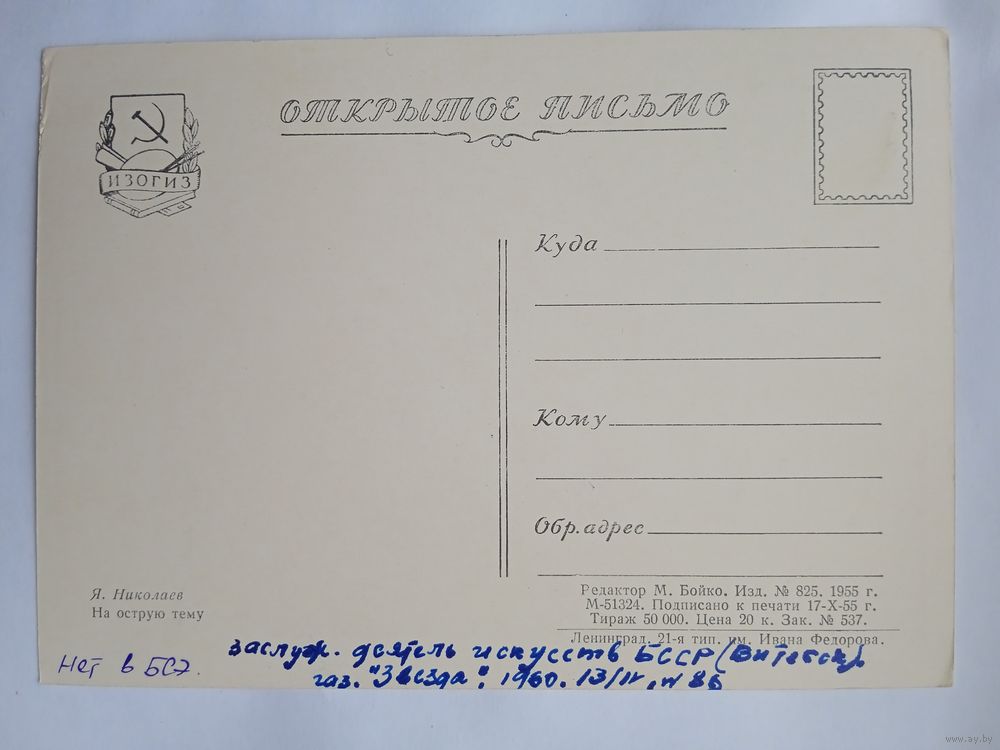 ОТКРЫТОЕ ПИСЬМО
ИЗОГИЗ
Куда
Кому
Обр. адрес
Я. Николаев
На острую тему
Редактор М. Бойко. Изд. № 825. 1955 г.
М-51324. Подписано к печати 17-X-55 г.
Тираж 50 000. Цена 20 к. Зак. № 537.
Ленинград, 21-я тип. им. Ивана Федорова.
Нет в БСЭ.
заслуж. деятель искусств БССР (Витебск),
газ. "Звезда". 1960. 13/IV,
www.ay.by